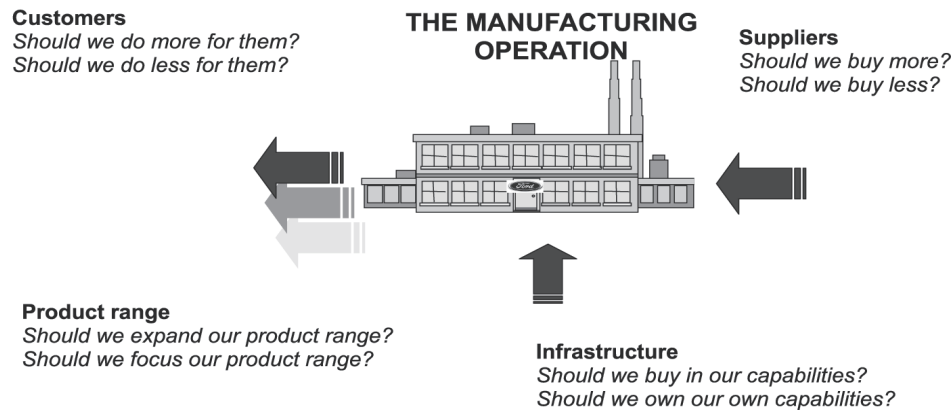 Customers
Should we do more for them?
Should we do less for them?
THE MANUFACTURING
OPERATION
Suppliers
Should we buy more?
Should we buy less?
Ford
Product range
Should we expand our product range?
Should we focus our product range?
Infrastructure
Should we buy in our capabilities?
Should we own our own capabilities?